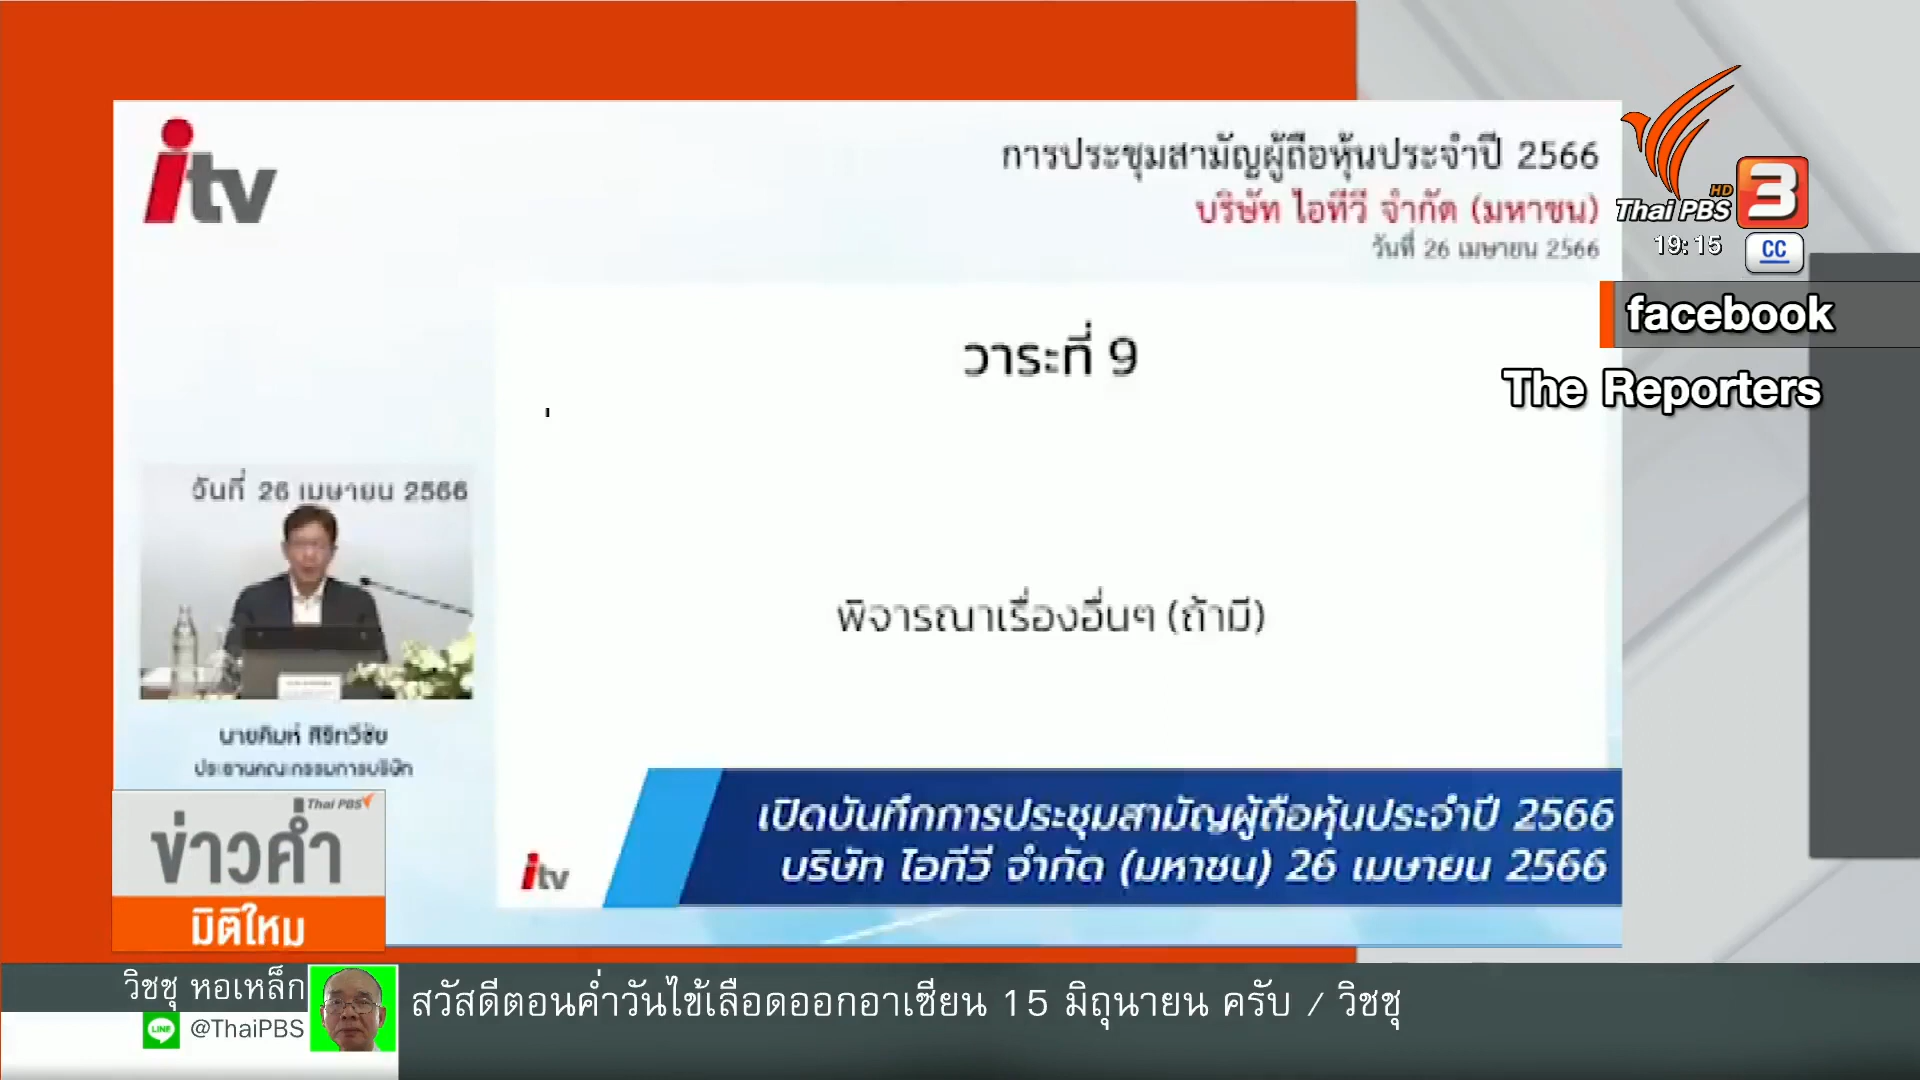 itv
การประชุมสามัญผู้ถือหุ้นประจำปี 2566
บริษัท ไอทีวี จำกัด (มหาชน)
วันที่ 26 เมษายน 2566
Thai PBS HD 3
19:15
CC
facebook
The Reporters
วาระที่ 9
วันที่ 26 เมษายน 2566
พิจารณาเรื่องอื่นๆ (ถ้ามี)
นายคิมห์ สิริทวีชัย
ประธานคณะกรรมการบริษัท
เปิดบันทึกการประชุมสามัญผู้ถือหุ้นประจำปี 2566
บริษัท ไอทีวี จำกัด (มหาชน) 26 เมษายน 2566
itv
Thai PBS
ข่าวค่ำ
มิติใหม่
วิชชุ หอเหล็ก
LINE @ThaiPBS
สวัสดีตอนค่ำวันไข้เลือดออกอาเซียน 15 มิถุนายน ครับ / วิชชุ